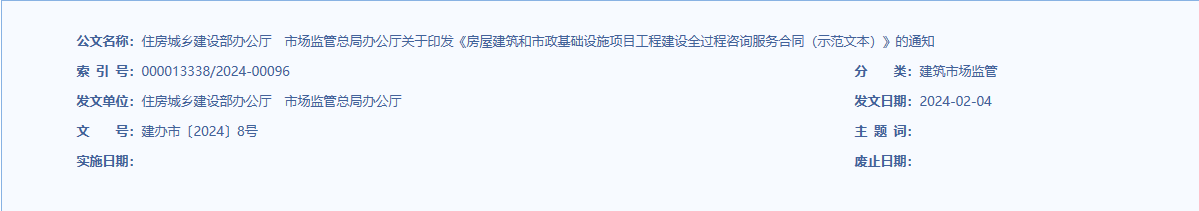 公文名称： 住房城乡建设部办公厅　市场监管总局办公厅关于印发《房屋建筑和市政基础设施项目工程建设全过程咨询服务合同（示范文本）》的通知
索 引 号： 000013338/2024-00096 分　　类： 建筑市场监管
发文单位： 住房城乡建设部办公厅　市场监管总局办公厅 发文日期： 2024-02-04
文　　号： 建办市〔2024〕8号 主 题 词：
实施日期： 废止日期：